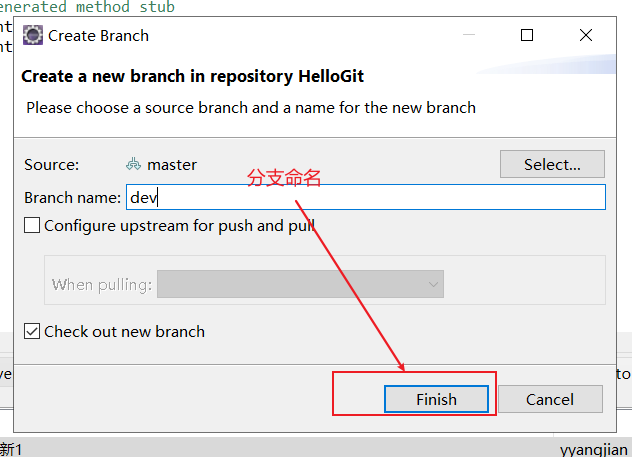 enerated method stub
nt
nt
Create Branch
Create a new branch in repository HelloGit
Please choose a source branch and a name for the new branch
Source: master Select...
分支命名
Branch name: dev
Configure upstream for push and pull
When pulling:
Check out new branch
ve
to
Finish Cancel
新1 yyangjian